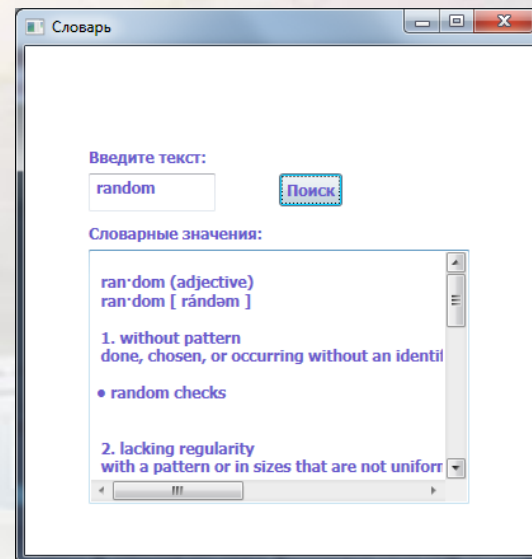 Словарь
Введите текст:
random
Поиск
Словарные значения:
ran·dom (adjective)
ran·dom [ rándəm ]
1. without pattern
done, chosen, or occurring without an identif
• random checks
2. lacking regularity
with a pattern or in sizes that are not uniform